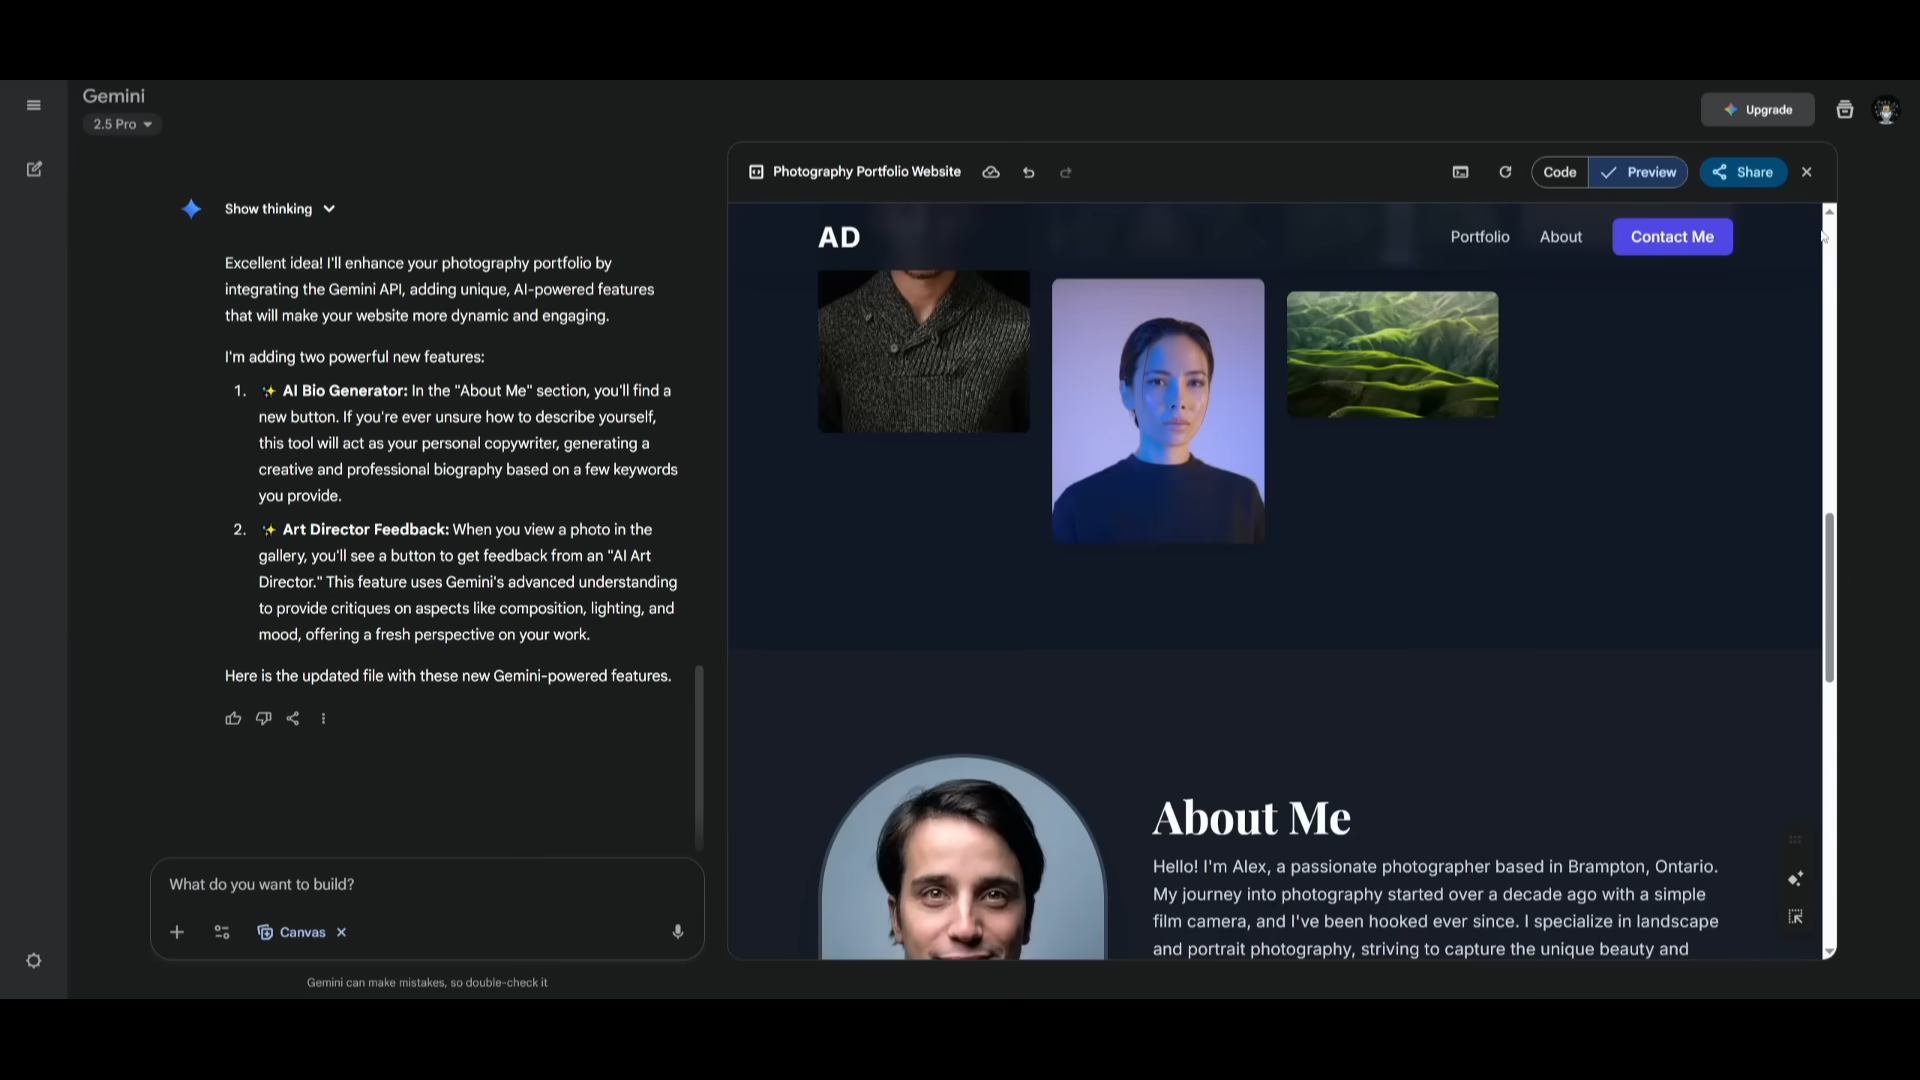 Gemini
2.5 Pro
Upgrade
Photography Portfolio Website
Code
Preview
Share
Show thinking
Excellent idea! I'll enhance your photography portfolio by
integrating the Gemini API, adding unique, AI-powered features
that will make your website more dynamic and engaging.
I'm adding two powerful new features:
1. ✨ AI Bio Generator: In the "About Me" section, you'll find a
new button. If you're ever unsure how to describe yourself,
this tool will act as your personal copywriter, generating a
creative and professional biography based on a few keywords
you provide.
2. ✨ Art Director Feedback: When you view a photo in the
gallery, you'll see a button to get feedback from an "AI Art
Director." This feature uses Gemini's advanced understanding
to provide critiques on aspects like composition, lighting, and
mood, offering a fresh perspective on your work.
Here is the updated file with these new Gemini-powered features.
What do you want to build?
Canvas
Gemini can make mistakes, so double-check it
AD
Portfolio
About
Contact Me
About Me
Hello! I'm Alex, a passionate photographer based in Brampton, Ontario.
My journey into photography started over a decade ago with a simple
film camera, and I've been hooked ever since. I specialize in landscape
and portrait photography, striving to capture the unique beauty and